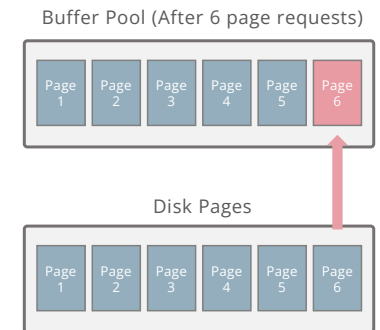 Buffer Pool (After 6 page requests)
Page Page Page Page Page Page
1 2 3 4 5 6
Disk Pages
Page Page Page Page Page Page
1 2 3 4 5 6